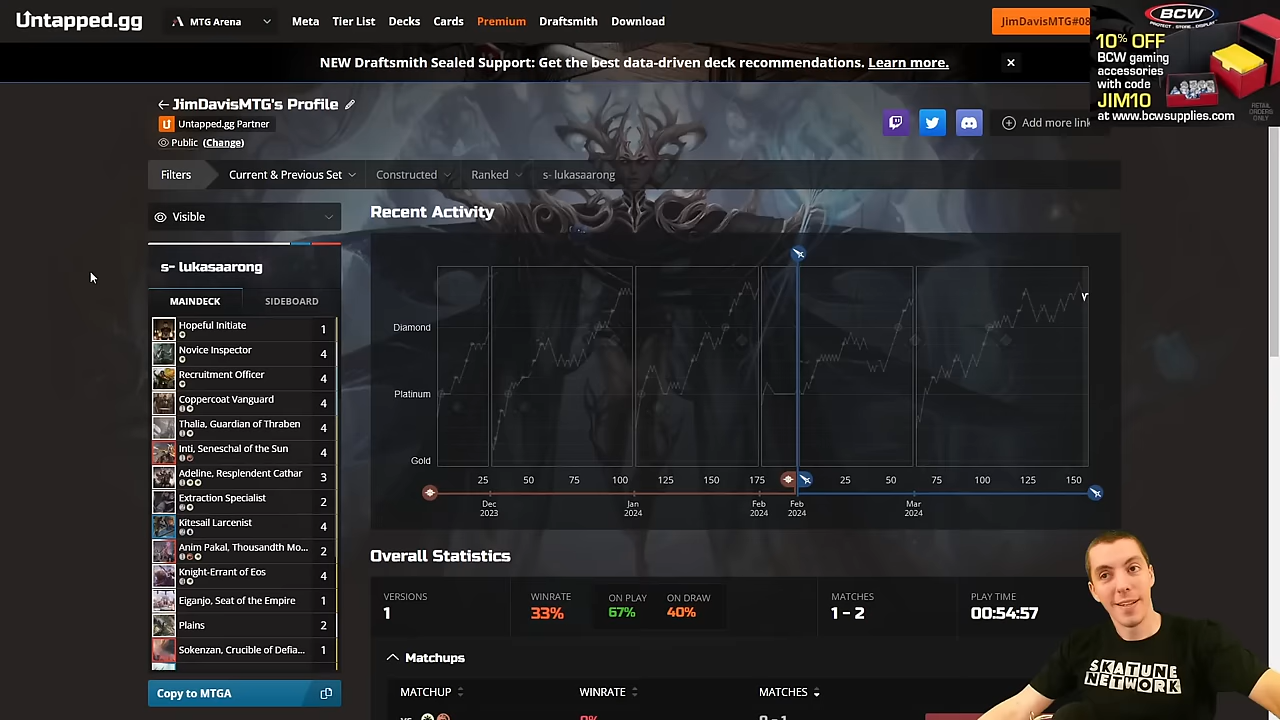 Untapped.gg
MTG Arena
Meta
Tier List
Decks
Cards
Premium
Draftsmith
Download
JimDavisMTG#08
BCW
PROTECT. STORE. DISPLAY.
10% OFF
BCW gaming
accessories
with code
JIM10
at www.bcwsupplies.com
RETAIL
ORDERS
ONLY
NEW Draftsmith Sealed Support: Get the best data-driven deck recommendations. Learn more.
JimDavisMTG's Profile
Untapped.gg Partner
Public (Change)
Add more link
Filters
Current & Previous Set
Constructed
Ranked
s- lukasaarong
Visible
s- lukasaarong
MAINDECK
SIDEBOARD
Hopeful Initiate 1
Novice Inspector 4
Recruitment Officer 4
Coppercoat Vanguard 4
Thalia, Guardian of Thraben 4
Inti, Seneschal of the Sun 4
Adeline, Resplendent Cathar 3
Extraction Specialist 2
Kitesail Larcenist 4
Anim Pakal, Thousandth Mo... 2
Knight-Errant of Eos 4
Eiganjo, Seat of the Empire 1
Plains 2
Sokenzan, Crucible of Defia... 1
Copy to MTGA
Recent Activity
Diamond
Platinum
Gold
25 50 75 100 125 150 175 25 50 75 100 125 150
Dec
2023
Jan
2024
Feb
2024
Feb
2024
Mar
2024
Overall Statistics
VERSIONS
1
WINRATE
33%
ON PLAY
67%
ON DRAW
40%
MATCHES
1 - 2
PLAY TIME
00:54:57
Matchups
MATCHUP
WINRATE
MATCHES
SKATUNE
NETWORK